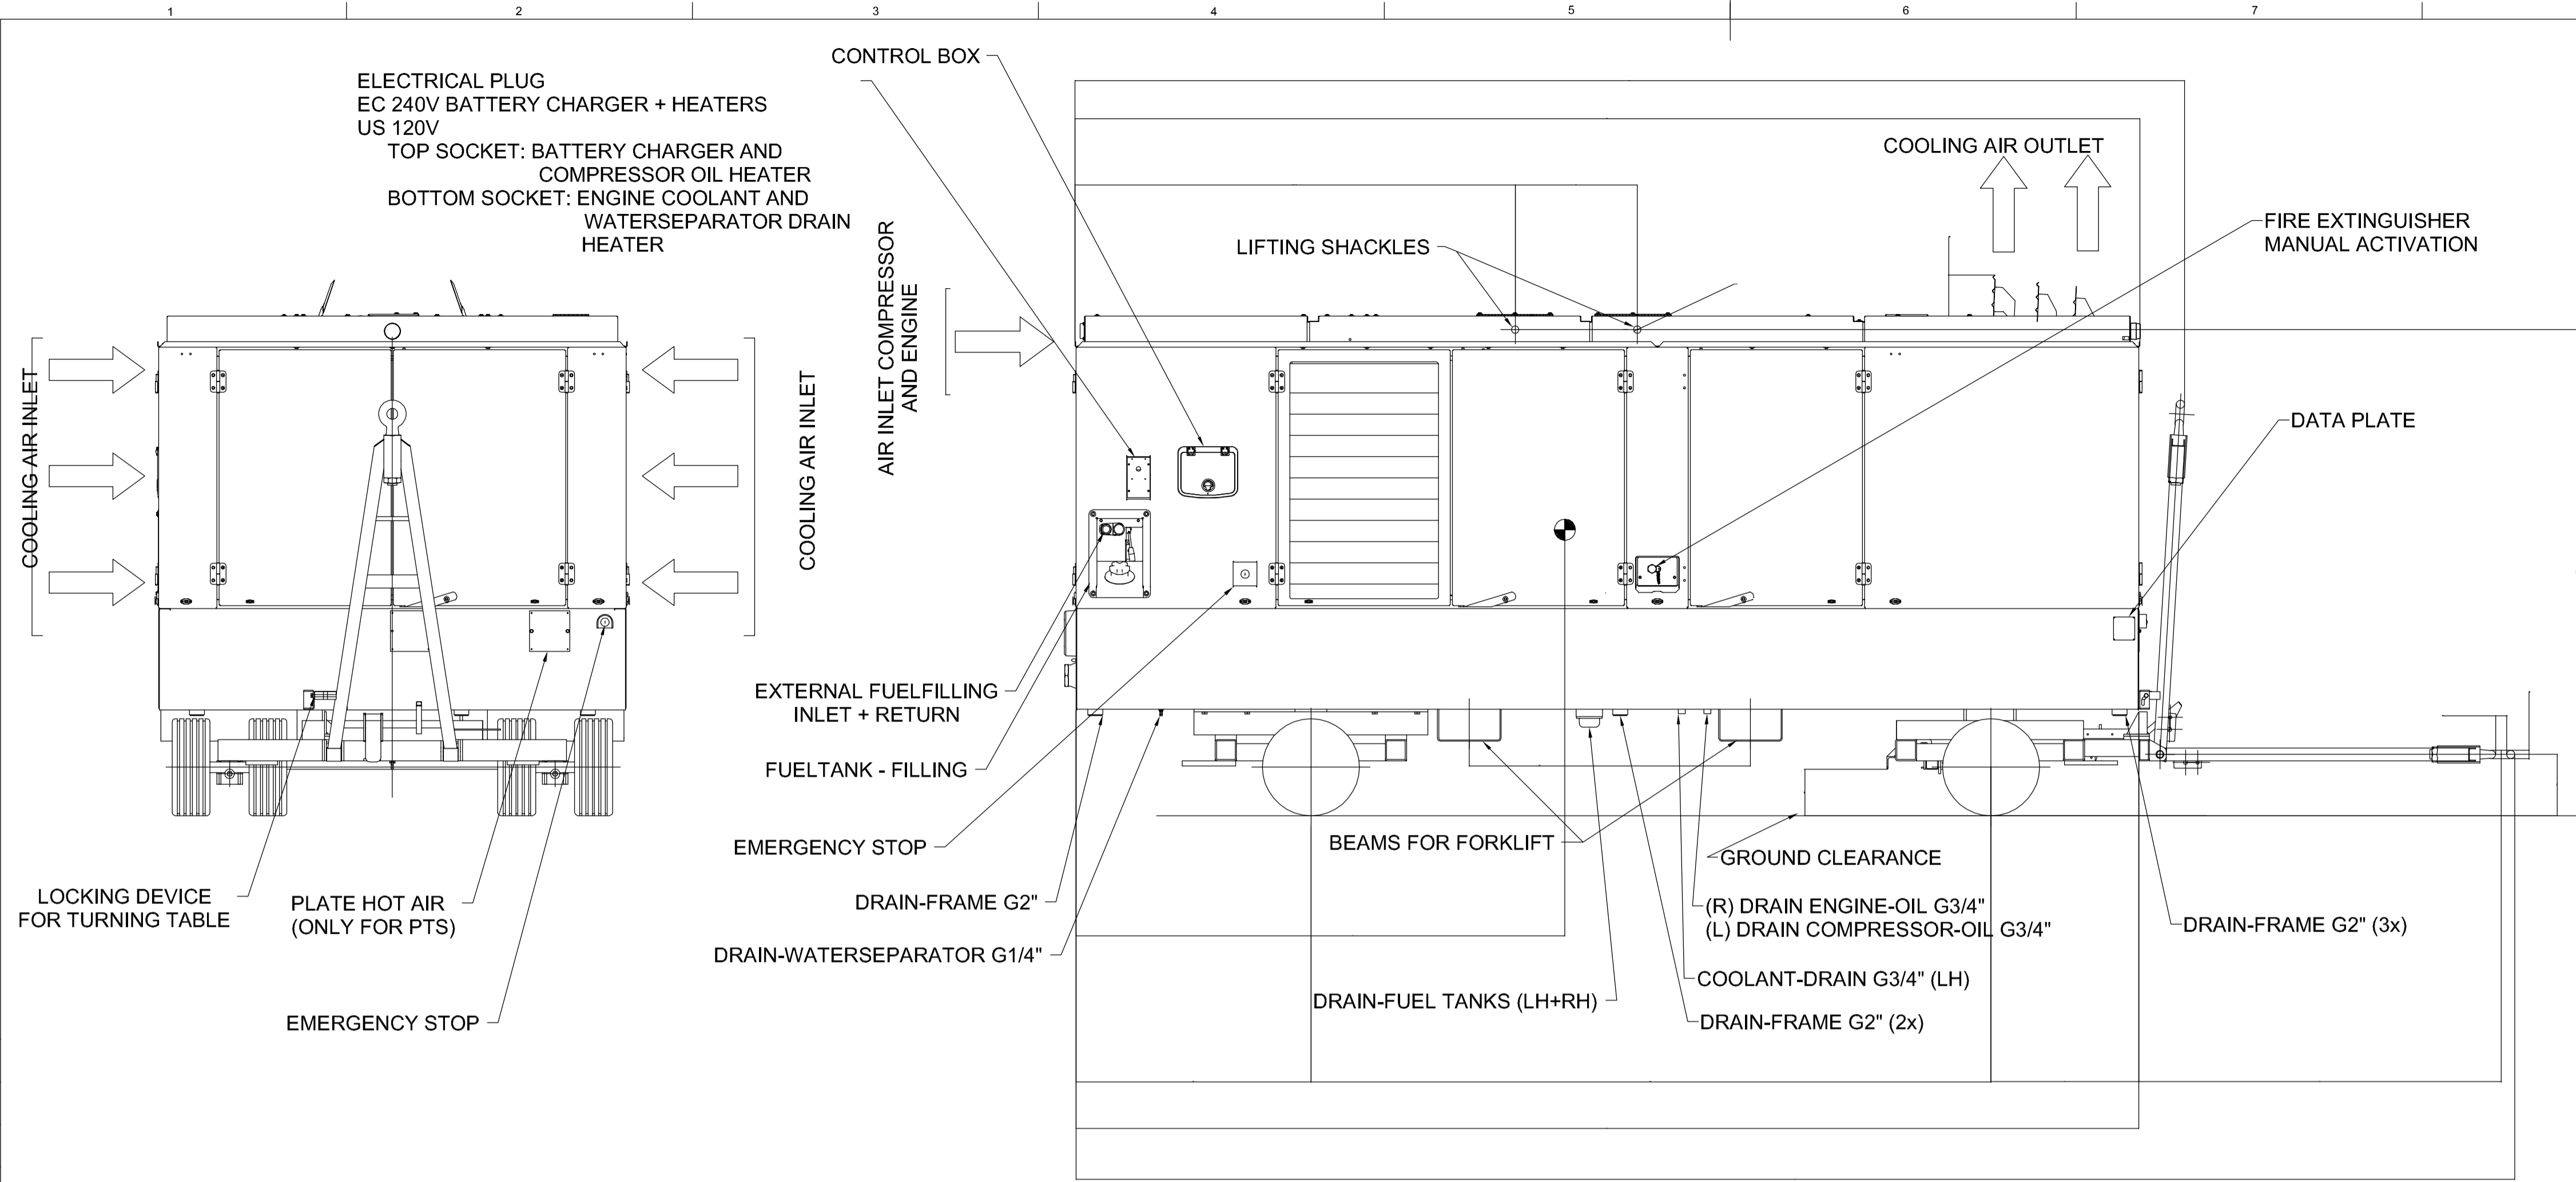 1 2 3 4 5 6 7
CONTROL BOX
ELECTRICAL PLUG
EC 240V BATTERY CHARGER + HEATERS
US 120V
TOP SOCKET: BATTERY CHARGER AND
COMPRESSOR OIL HEATER
BOTTOM SOCKET: ENGINE COOLANT AND
WATERSEPARATOR DRAIN
HEATER
COOLING AIR OUTLET
FIRE EXTINGUISHER
MANUAL ACTIVATION
LIFTING SHACKLES
AIR INLET COMPRESSOR
AND ENGINE
COOLING AIR INLET
COOLING AIR INLET
DATA PLATE
EXTERNAL FUELFILLING
INLET + RETURN
FUELTANK - FILLING
EMERGENCY STOP
BEAMS FOR FORKLIFT
GROUND CLEARANCE
LOCKING DEVICE
FOR TURNING TABLE
PLATE HOT AIR
(ONLY FOR PTS)
DRAIN-FRAME G2"
(R) DRAIN ENGINE-OIL G3/4"
(L) DRAIN COMPRESSOR-OIL G3/4"
DRAIN-FRAME G2" (3x)
DRAIN-WATERSEPARATOR G1/4"
COOLANT-DRAIN G3/4" (LH)
DRAIN-FUEL TANKS (LH+RH)
EMERGENCY STOP
DRAIN-FRAME G2" (2x)